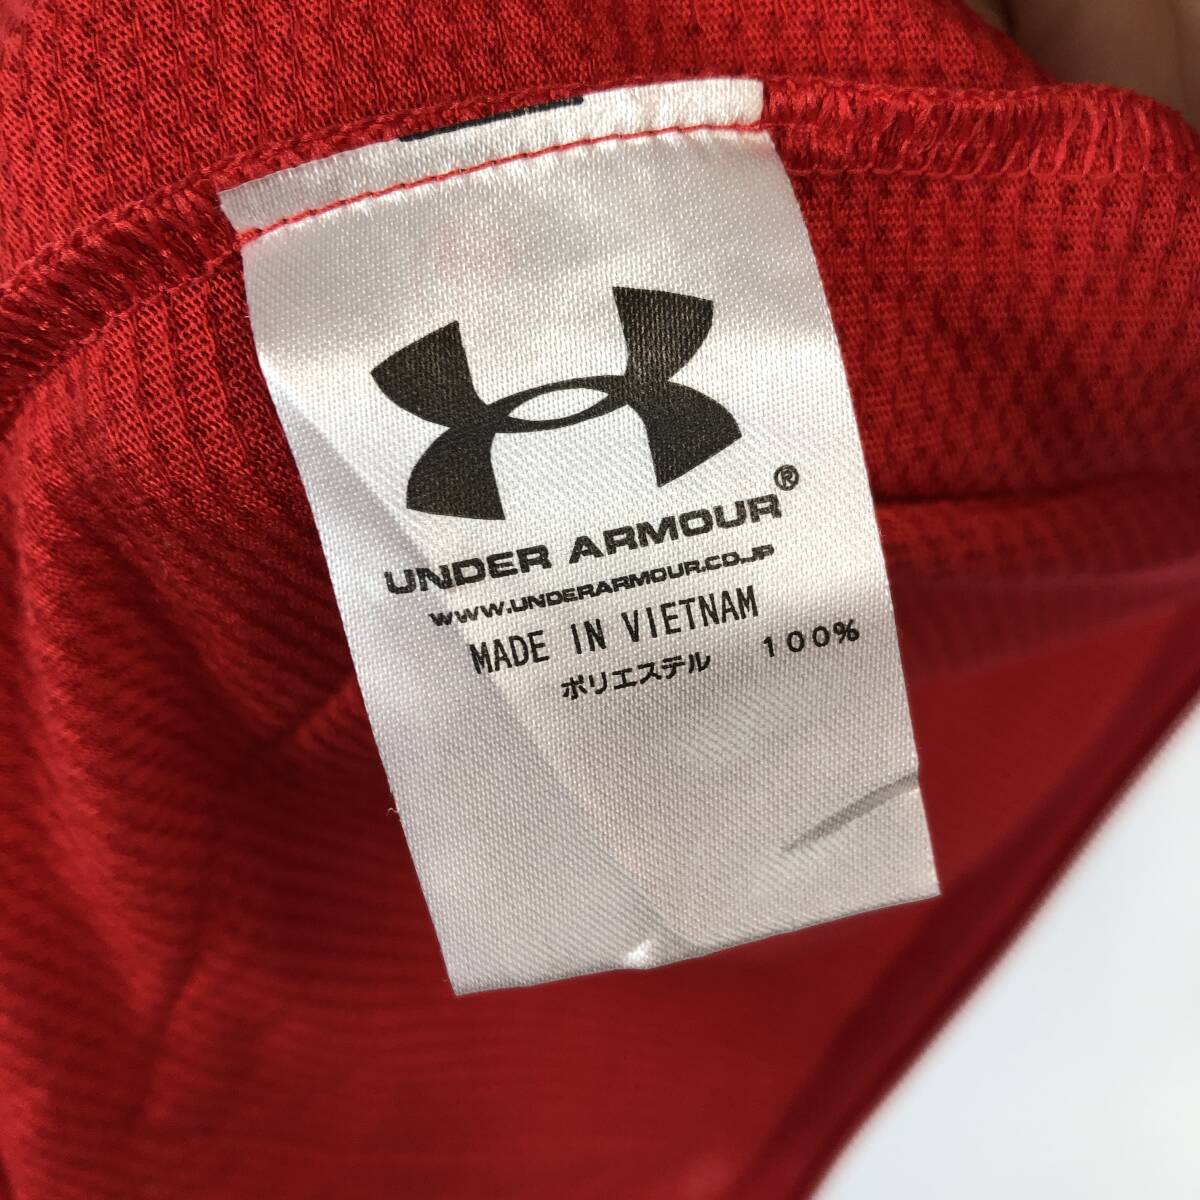 UNDER ARMOUR®
WWW.UNDERARMOUR.CO.JP
MADE IN VIETNAM
ポリエステル　100%